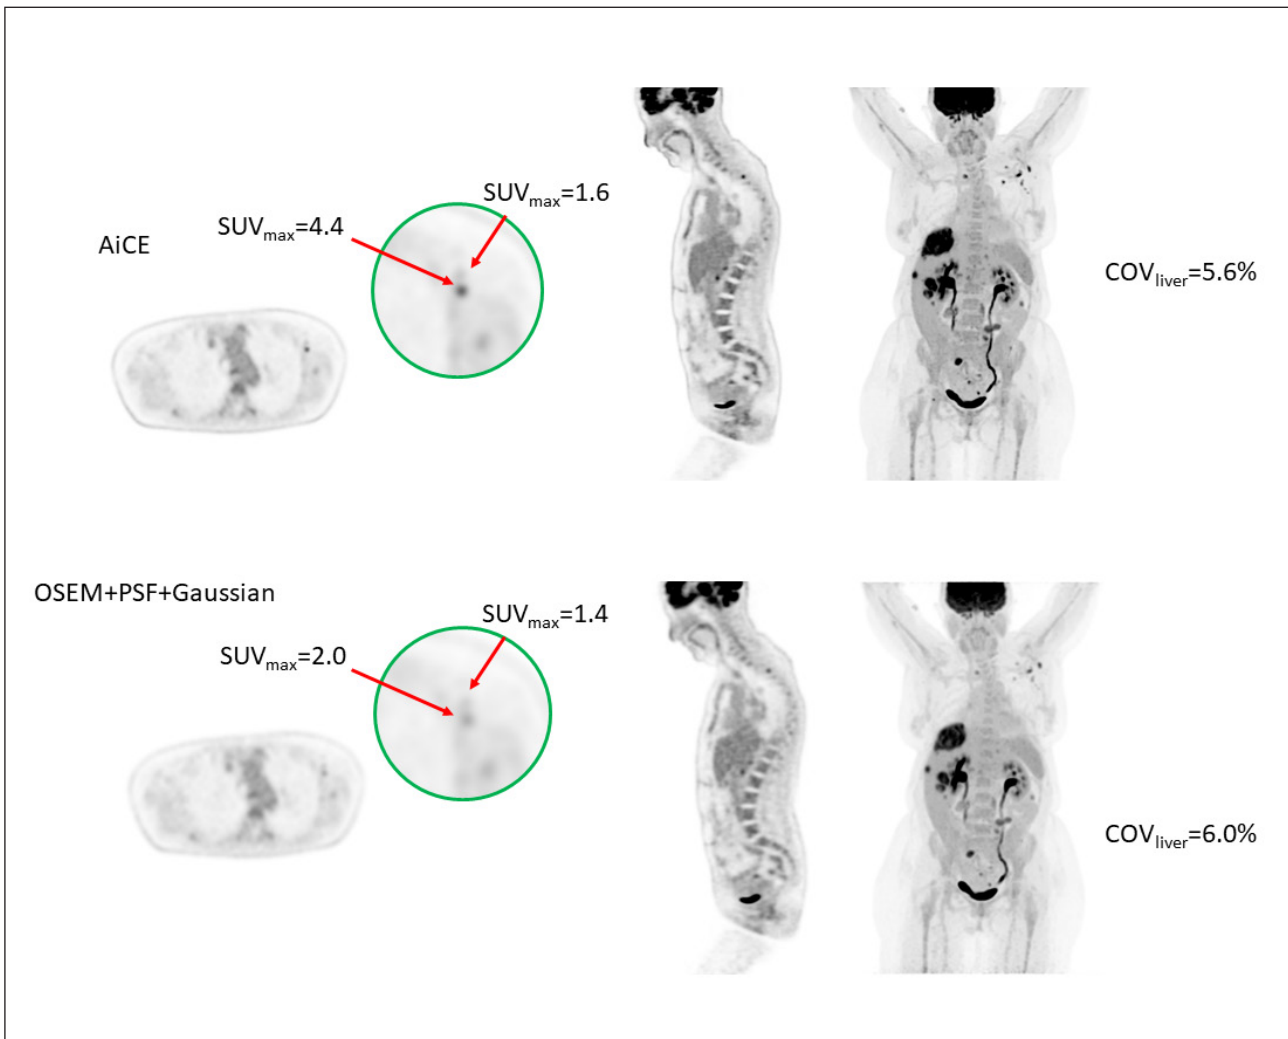 SUVmax=1.6
SUVmax=4.4
AiCE
COVliver=5.6%
OSEM+PSF+Gaussian
SUVmax=1.4
SUVmax=2.0
COVliver=6.0%